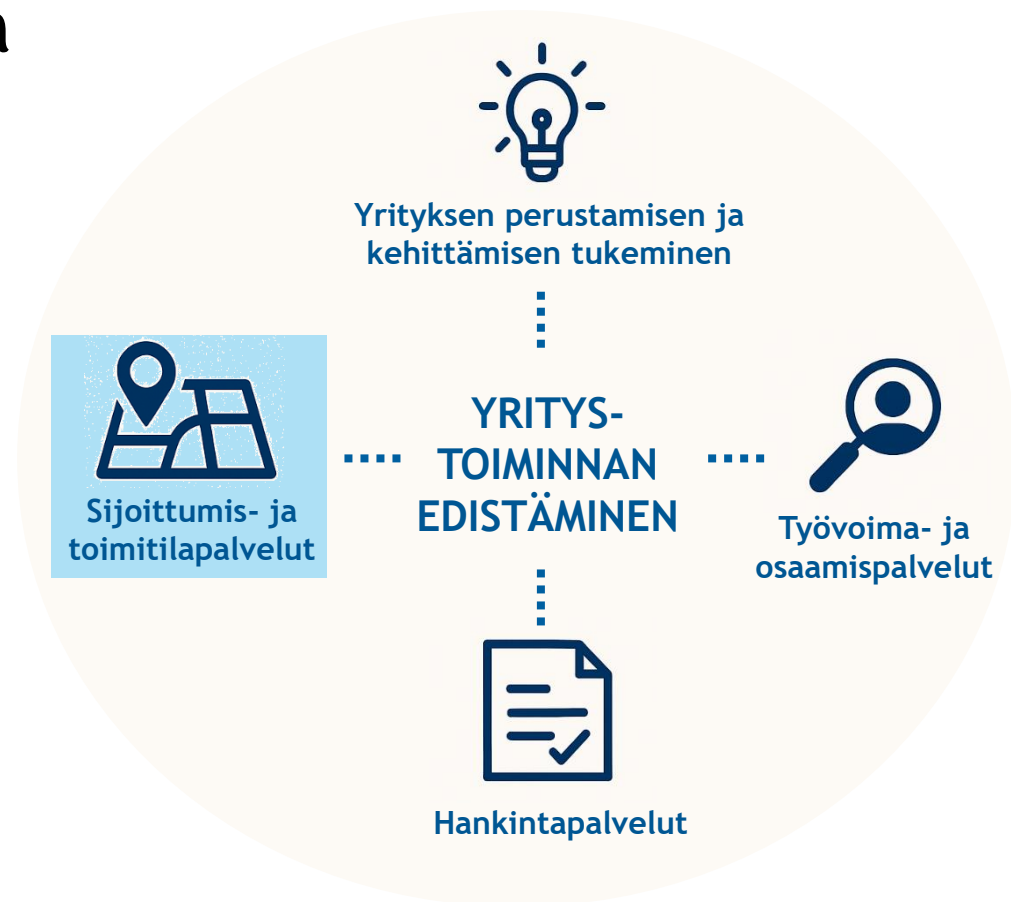 Yrityksen perustamisen ja
kehittämisen tukeminen
Sijoittumis- ja
toimitilapalvelut
YRITYS-
TOIMINNAN
EDISTÄMINEN
Työvoima- ja
osaamispalvelut
Hankintapalvelut